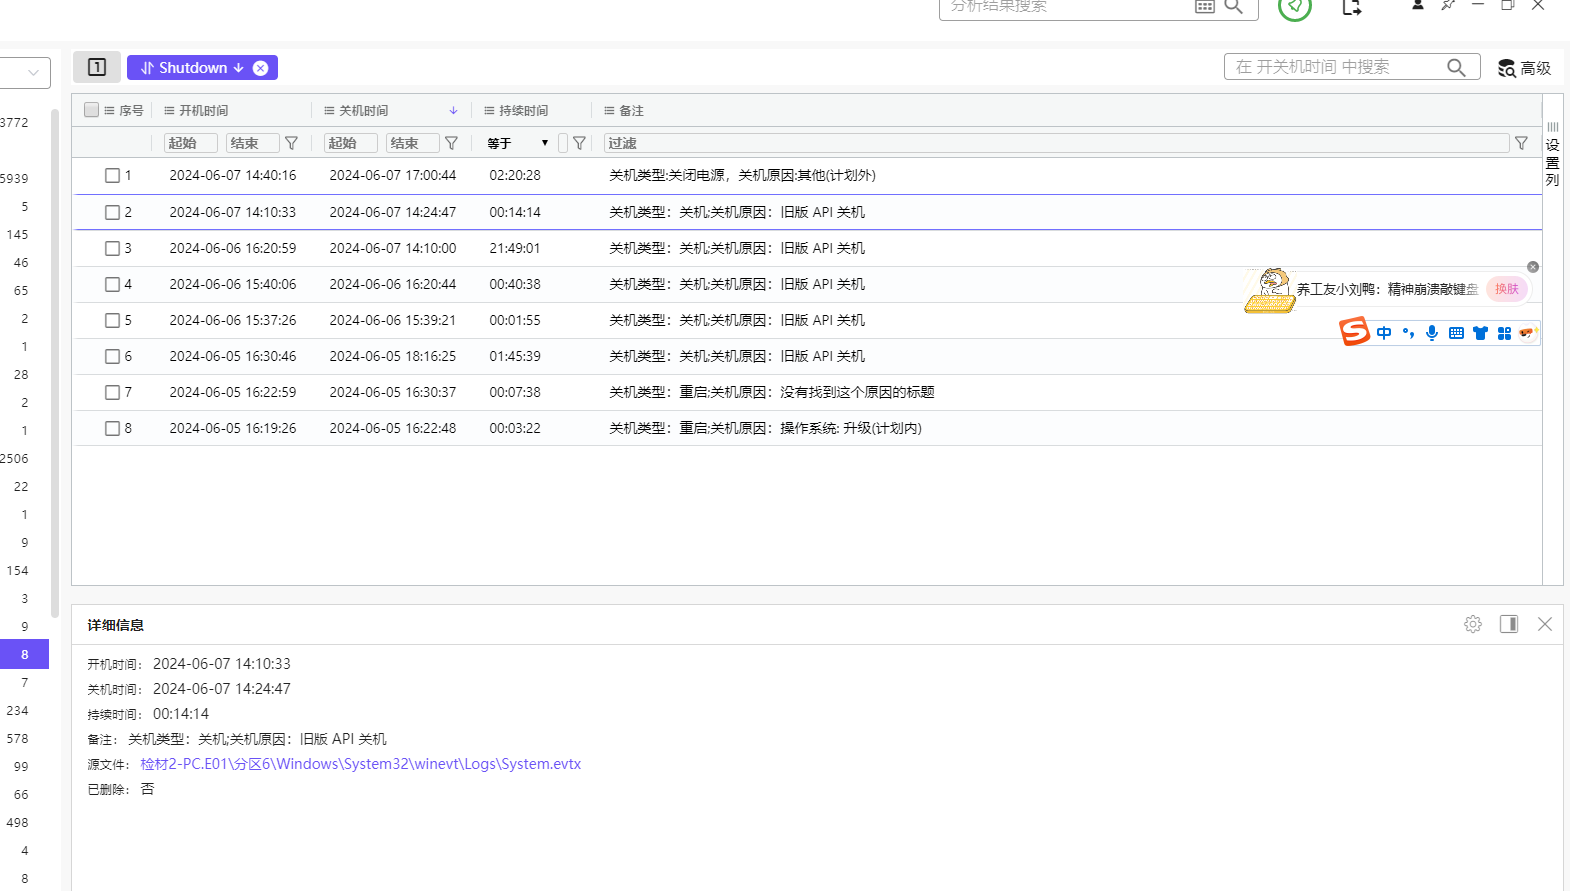 分析结果搜索
1 Shutdown 在 开关机时间 中搜索 高级
序号 开机时间 关机时间 持续时间 备注
起始 结束 起始 结束 等于 过滤
设置列
1 2024-06-07 14:40:16 2024-06-07 17:00:44 02:20:28 关机类型:关闭电源，关机原因:其他(计划外)
2 2024-06-07 14:10:33 2024-06-07 14:24:47 00:14:14 关机类型：关机;关机原因：旧版 API 关机
3 2024-06-06 16:20:59 2024-06-07 14:10:00 21:49:01 关机类型：关机;关机原因：旧版 API 关机
4 2024-06-06 15:40:06 2024-06-06 16:20:44 00:40:38 关机类型：关机;关机原因：旧版 API 关机
5 2024-06-06 15:37:26 2024-06-06 15:39:21 00:01:55 关机类型：关机;关机原因：旧版 API 关机
6 2024-06-05 16:30:46 2024-06-05 18:16:25 01:45:39 关机类型：关机;关机原因：旧版 API 关机
7 2024-06-05 16:22:59 2024-06-05 16:30:37 00:07:38 关机类型：重启;关机原因：没有找到这个原因的标题
8 2024-06-05 16:19:26 2024-06-05 16:22:48 00:03:22 关机类型：重启;关机原因：操作系统: 升级(计划内)
养工友小刘鸭：精神崩溃敲键盘 换肤
S 中
详细信息
开机时间： 2024-06-07 14:10:33
关机时间： 2024-06-07 14:24:47
持续时间： 00:14:14
备注： 关机类型：关机;关机原因：旧版 API 关机
源文件： 检材2-PC.E01\分区6\Windows\System32\winevt\Logs\System.evtx
已删除： 否
3772
5939
5
145
46
65
2
1
28
2
1
2506
22
1
9
154
3
9
8
7
234
578
99
66
498
4
8